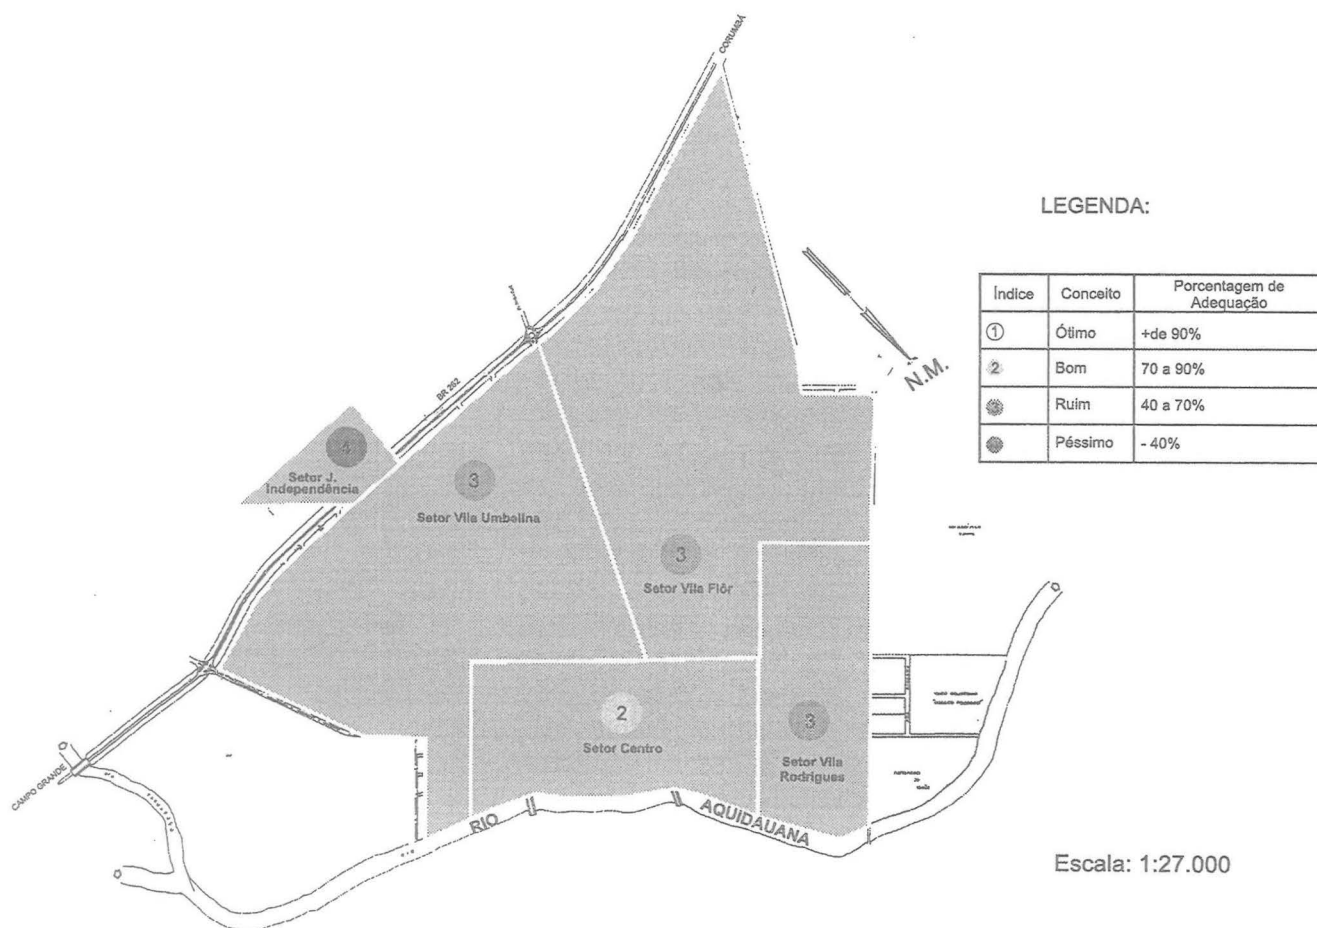 CORUMBÁ
LEGENDA:
Índice
Conceito
Porcentagem de
Adequação
1
Ótimo
+de 90%
2
Bom
70 a 90%
3
Ruim
40 a 70%
Péssimo
- 40%
N.M.
BR 262
4
Setor J.
Independência
3
Setor Vila Umbelina
3
Setor Vila Flôr
2
Setor Centro
3
Setor Vila
Rodrigues
CAMPO GRANDE
RIO
AQUIDAUANA
Escala: 1:27.000